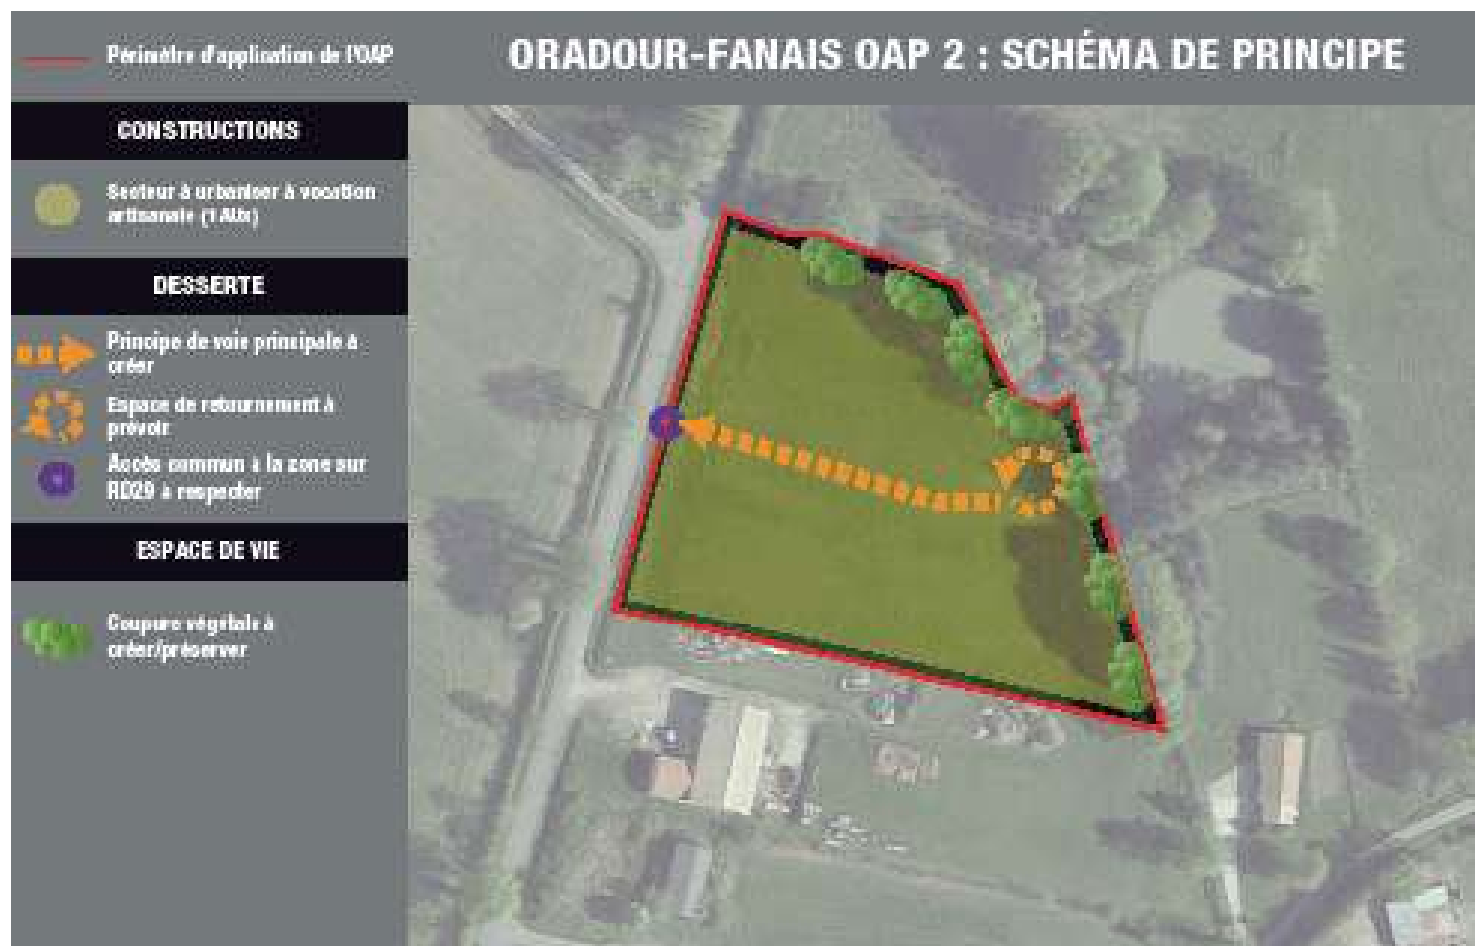 Périmètre d'application de l'OAP
ORADOUR-FANAIS OAP 2 : SCHÉMA DE PRINCIPE
CONSTRUCTIONS
Secteur à urbaniser à vocation
artisanale (1AUx)
DESSERTE
Principe de voie principale à
créer
Espace de retournement à
prévoir
Accès commun à la zone sur
RD29 à respecter
ESPACE DE VIE
Coupure végétale à
créer/préserver